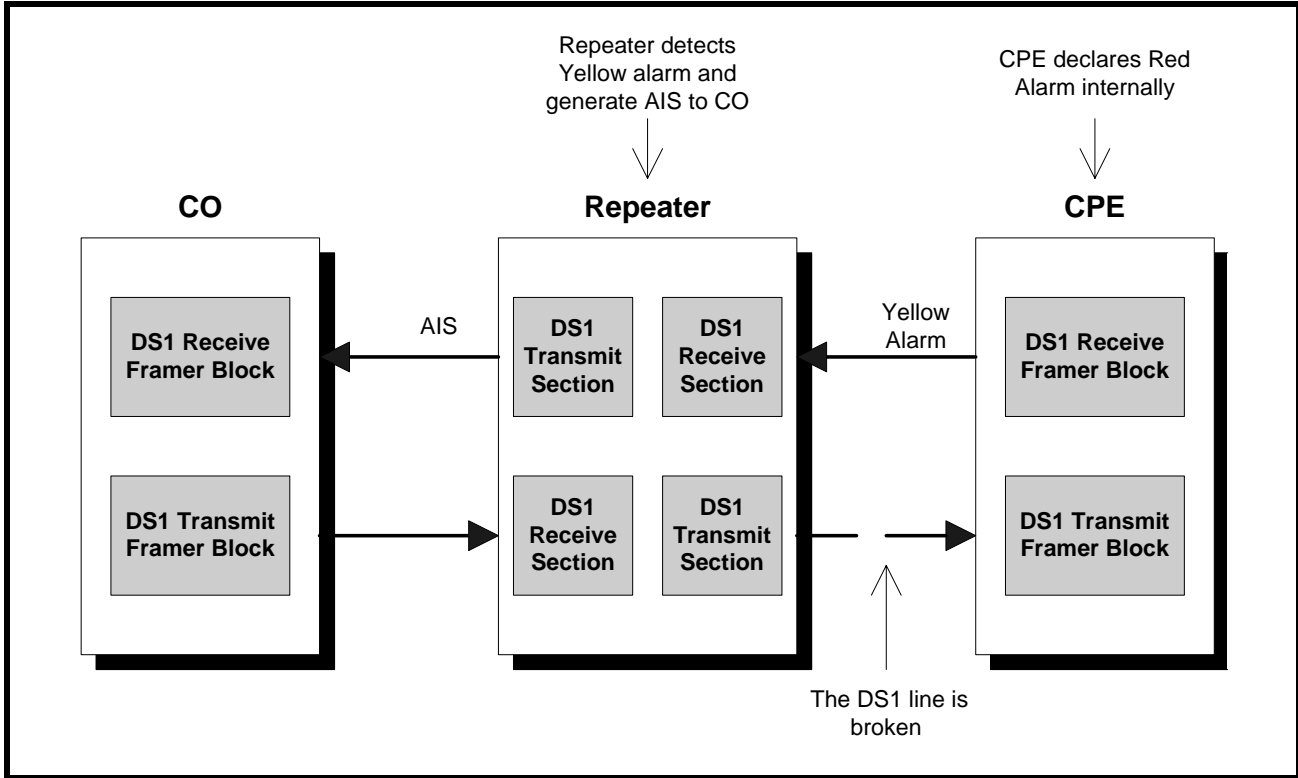 Repeater detects
Yellow alarm and
generate AIS to CO
CPE declares Red
Alarm internally
CO
Repeater
CPE
DS1 Receive
Framer Block
AIS
DS1
Transmit
Section
DS1
Receive
Section
Yellow
Alarm
DS1 Receive
Framer Block
DS1 Transmit
Framer Block
DS1
Receive
Section
DS1
Transmit
Section
DS1 Transmit
Framer Block
The DS1 line is
broken